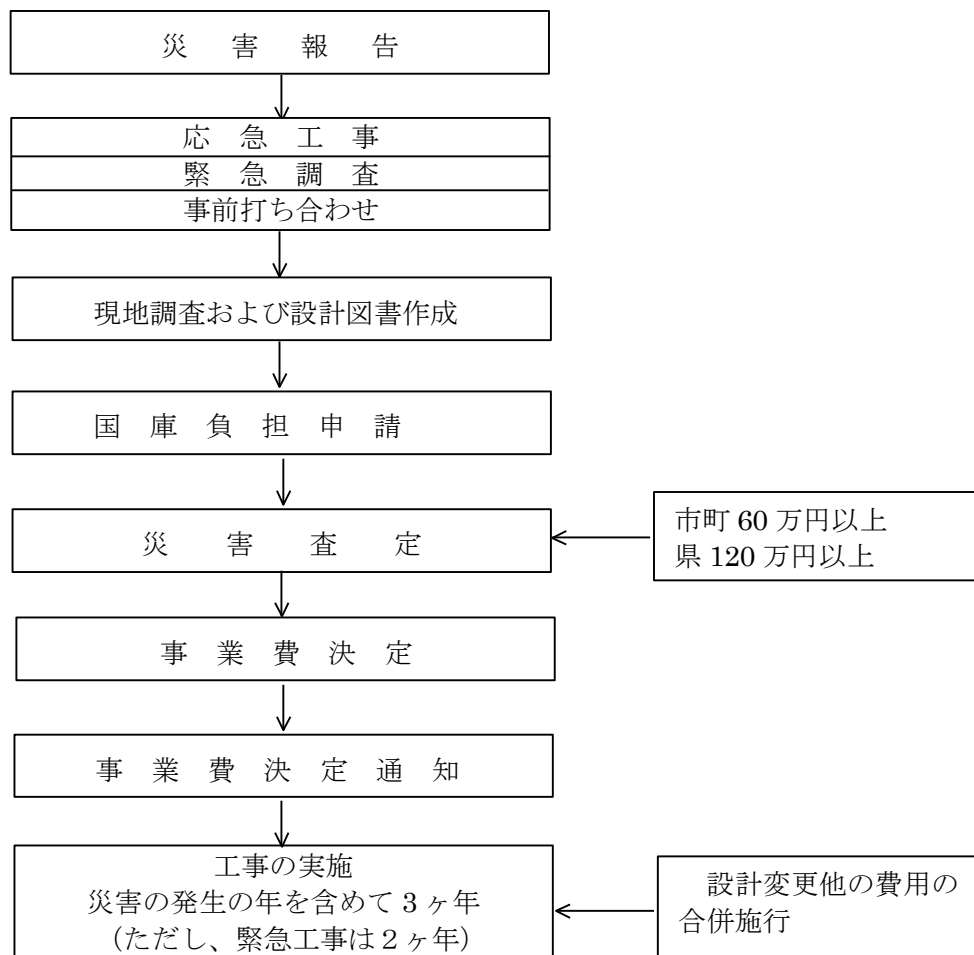 災害報告
応急工事
緊急調査
事前打ち合わせ
現地調査および設計図書作成
国庫負担申請
災害査定
市町 60 万円以上
県 120 万円以上
事業費決定
事業費決定通知
工事の実施
災害の発生の年を含めて 3 ヶ年
(ただし、緊急工事は 2 ヶ年)
設計変更他の費用の
合併施行